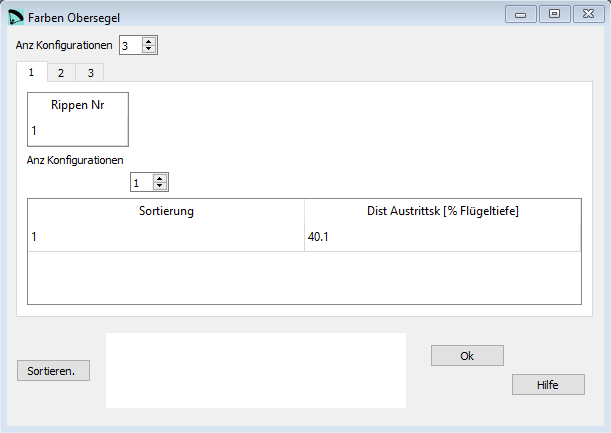 Farben Obersegel
Anz Konfigurationen 3
1 2 3
Rippen Nr
1
Anz Konfigurationen
1
Sortierung Dist Austrittsk [% Flügeltiefe]
1 40.1
Ok
Sortieren.
Hilfe